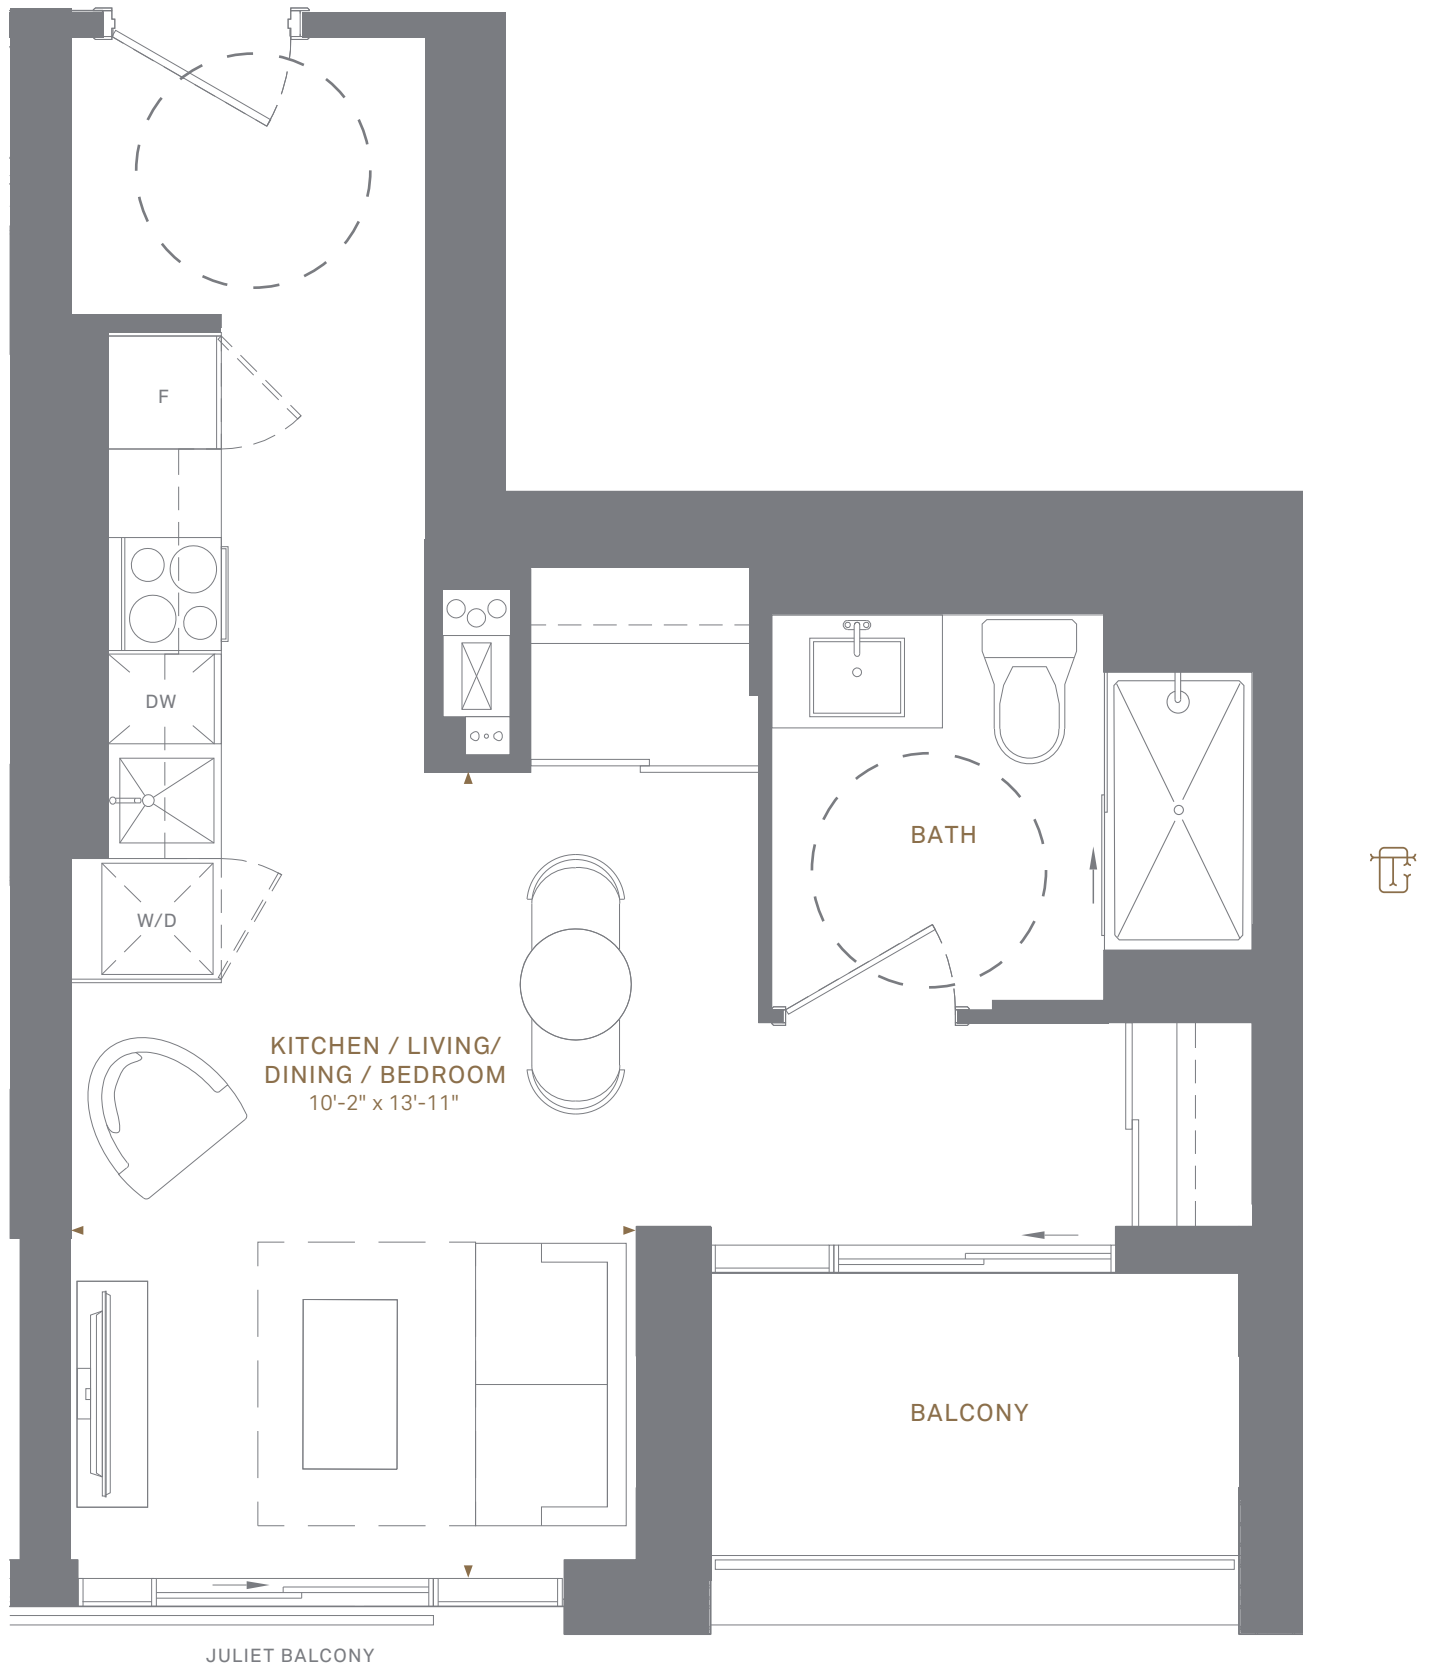 F
DW
BATH
W/D
KITCHEN / LIVING/
DINING / BEDROOM
10'-2" x 13'-11"
BALCONY
JULIET BALCONY